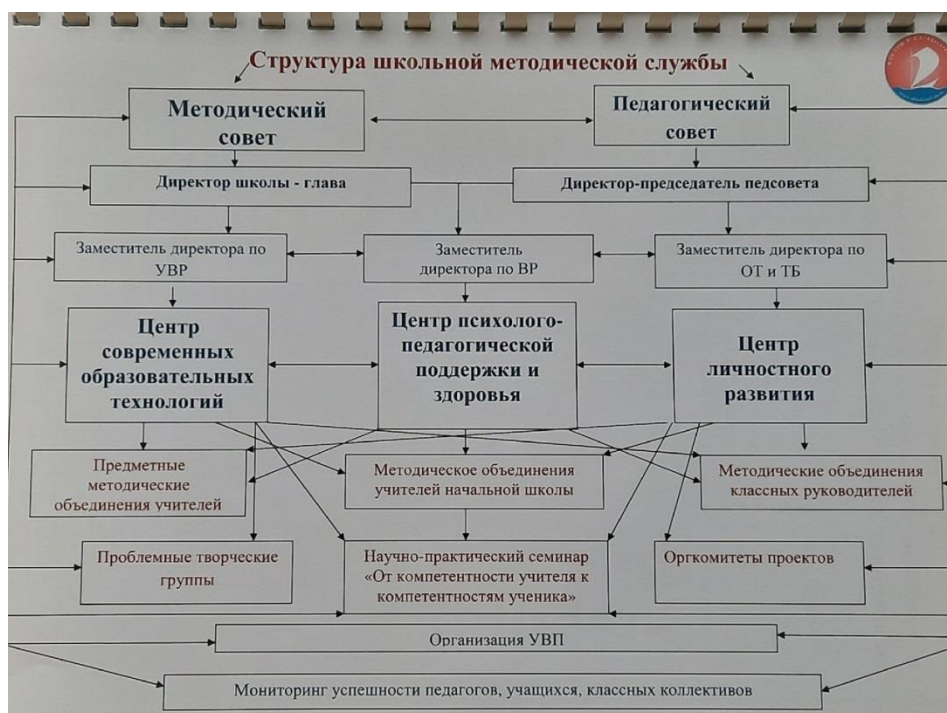 Структура школьной методической службы
Методический
совет
Педагогический
совет
Директор школы - глава
Директор-председатель педсовета
Заместитель директора по
УВР
Заместитель
директора по ВР
Заместитель директора по
ОТ и ТБ
Центр
современных
образовательных
технологий
Центр психолого-
педагогической
поддержки и
здоровья
Центр
личностного
развития
Предметные
методические
объединения учителей
Методическое объединения
учителей начальной школы
Методические объединения
классных руководителей
Проблемные творческие
группы
Научно-практический семинар
«От компетентности учителя к
компетентностям ученика»
Оргкомитеты проектов
Организация УВП
Мониторинг успешности педагогов, учащихся, классных коллективов